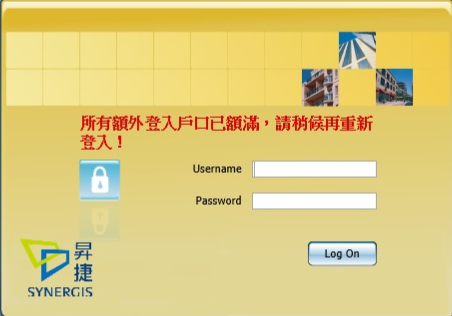 所有額外登入戶口已額滿，請稍候再重新
登入！
Username
Password
Log On
昇
捷
SYNERGIS